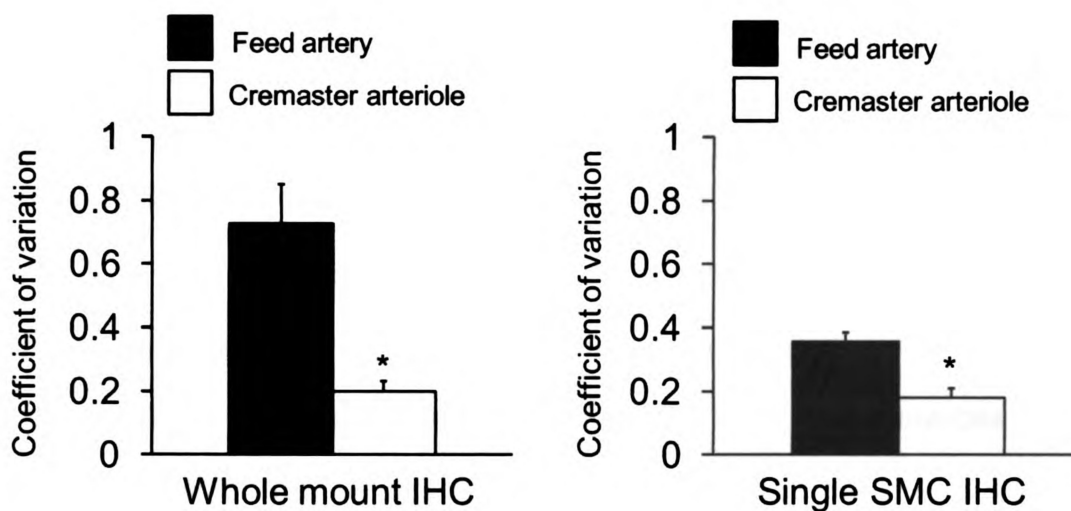 Feed artery
Cremaster arteriole
Coefficient of variation
1
0.8
0.6
0.4
0.2
0
*
Whole mount IHC
Feed artery
Cremaster arteriole
Coefficient of variation
1
0.8
0.6
0.4
0.2
0
*
Single SMC IHC